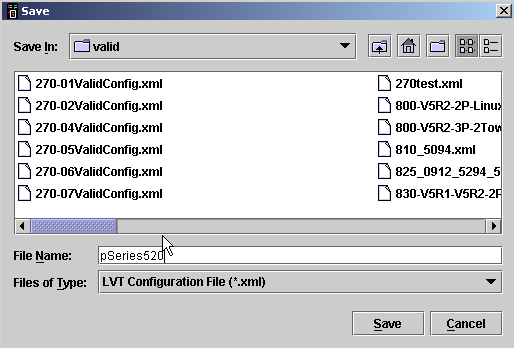 Save
Save In: valid
270-01ValidConfig.xml
270-02ValidConfig.xml
270-04ValidConfig.xml
270-05ValidConfig.xml
270-06ValidConfig.xml
270-07ValidConfig.xml
270test.xml
800-V5R2-2P-Linux
800-V5R2-3P-2Tow
810_5094.xml
825_0912_5294_5
830-V5R1-V5R2-2P
File Name: pSeries520
Files of Type: LVT Configuration File (*.xml)
Save Cancel